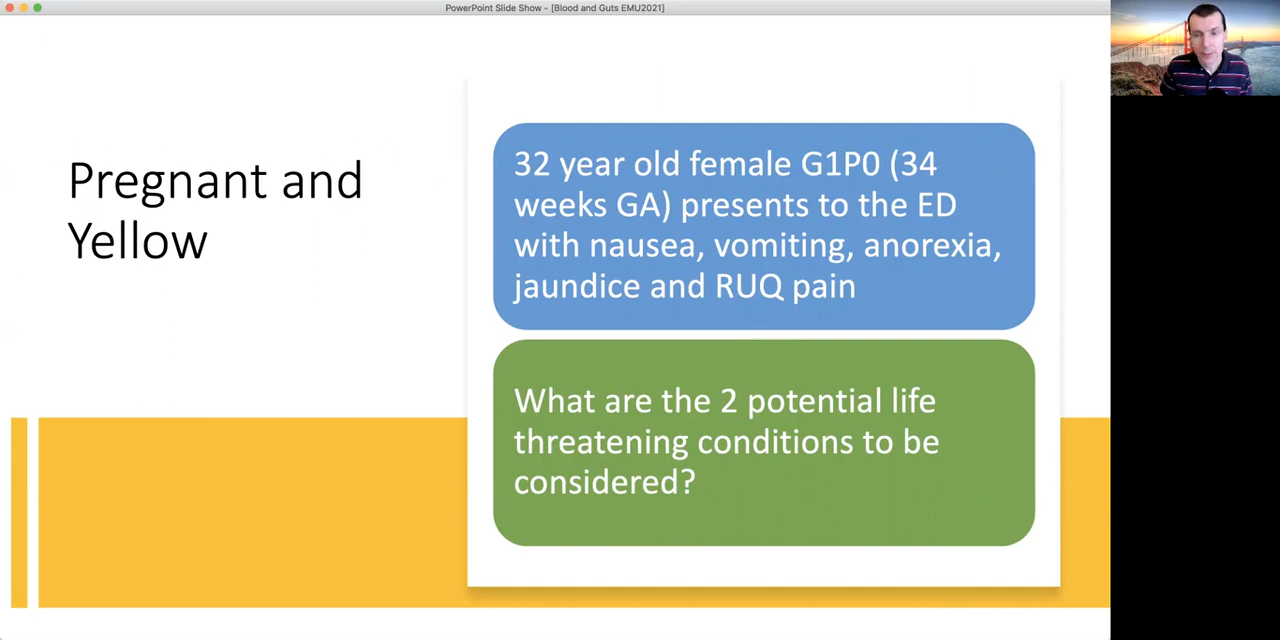 PowerPoint Slide Show - [Blood and Guts EMU2021]
Pregnant and
Yellow
32 year old female G1P0 (34
weeks GA) presents to the ED
with nausea, vomiting, anorexia,
jaundice and RUQ pain
What are the 2 potential life
threatening conditions to be
considered?